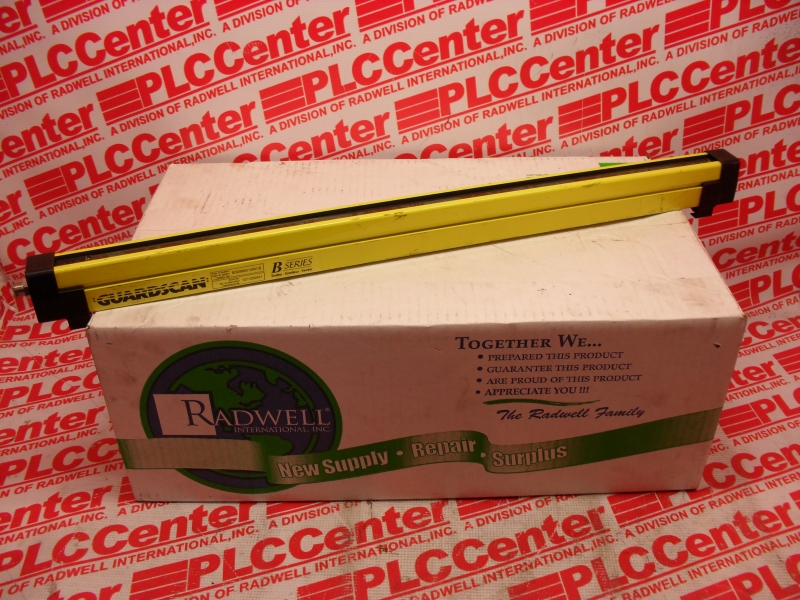 PLCCenter
A DIVISION OF RADWELL INTERNATIONAL, INC.
GUARDSCAN
B SERIES
TOGETHER WE...
• PREPARED THIS PRODUCT
• GUARANTEE THIS PRODUCT
• ARE PROUD OF THIS PRODUCT
• APPRECIATE YOU !!!
The Radwell Family
RADWELL®
INTERNATIONAL, INC.
New Supply • Repair • Surplus